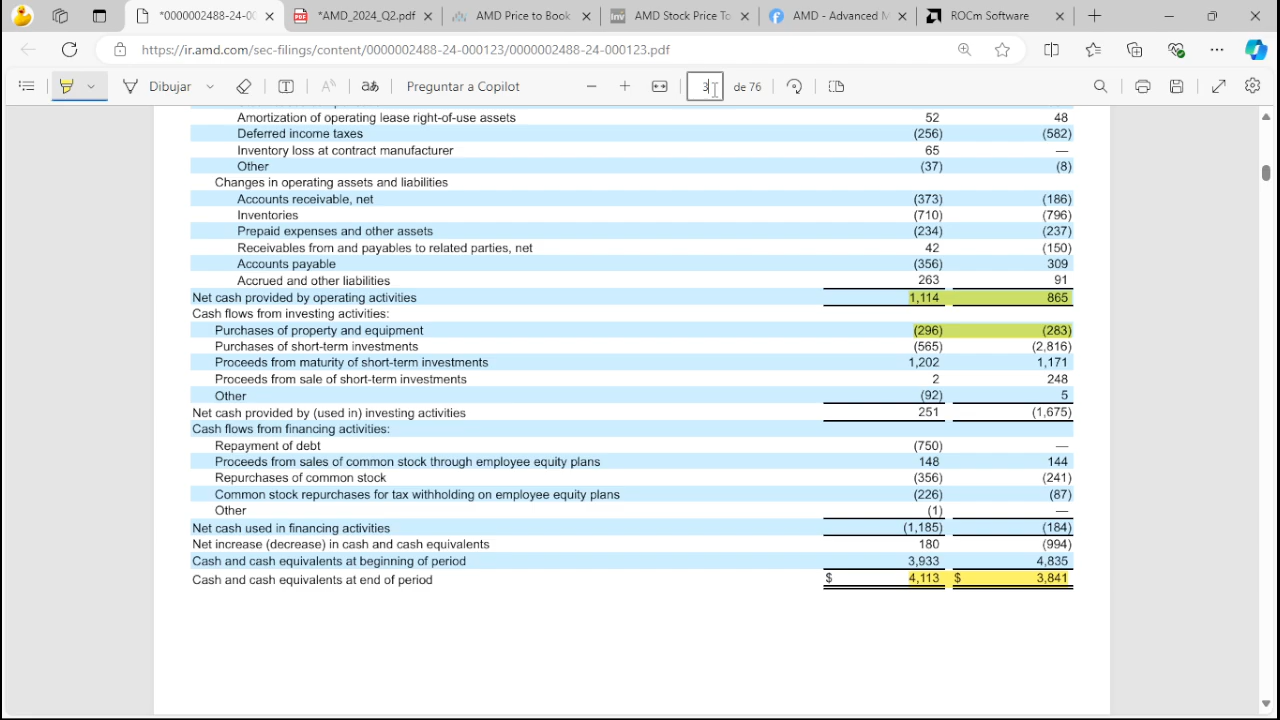 *0000002488-24-00
*AMD_2024_Q2.pdf
AMD Price to Book
AMD Stock Price To
AMD - Advanced M
ROCm Software
https://ir.amd.com/sec-filings/content/0000002488-24-000123/0000002488-24-000123.pdf
Dibujar
Preguntar a Copilot
3
de 76
Amortization of operating lease right-of-use assets 52 48
Deferred income taxes (256) (582)
Inventory loss at contract manufacturer 65 —
Other (37) (8)
Changes in operating assets and liabilities
Accounts receivable, net (373) (186)
Inventories (710) (796)
Prepaid expenses and other assets (234) (237)
Receivables from and payables to related parties, net 42 (150)
Accounts payable (356) 309
Accrued and other liabilities 263 91
Net cash provided by operating activities 1,114 865
Cash flows from investing activities:
Purchases of property and equipment (296) (283)
Purchases of short-term investments (565) (2,816)
Proceeds from maturity of short-term investments 1,202 1,171
Proceeds from sale of short-term investments 2 248
Other (92) 5
Net cash provided by (used in) investing activities 251 (1,675)
Cash flows from financing activities:
Repayment of debt (750) —
Proceeds from sales of common stock through employee equity plans 148 144
Repurchases of common stock (356) (241)
Common stock repurchases for tax withholding on employee equity plans (226) (87)
Other (1) —
Net cash used in financing activities (1,185) (184)
Net increase (decrease) in cash and cash equivalents 180 (994)
Cash and cash equivalents at beginning of period 3,933 4,835
Cash and cash equivalents at end of period $ 4,113 $ 3,841